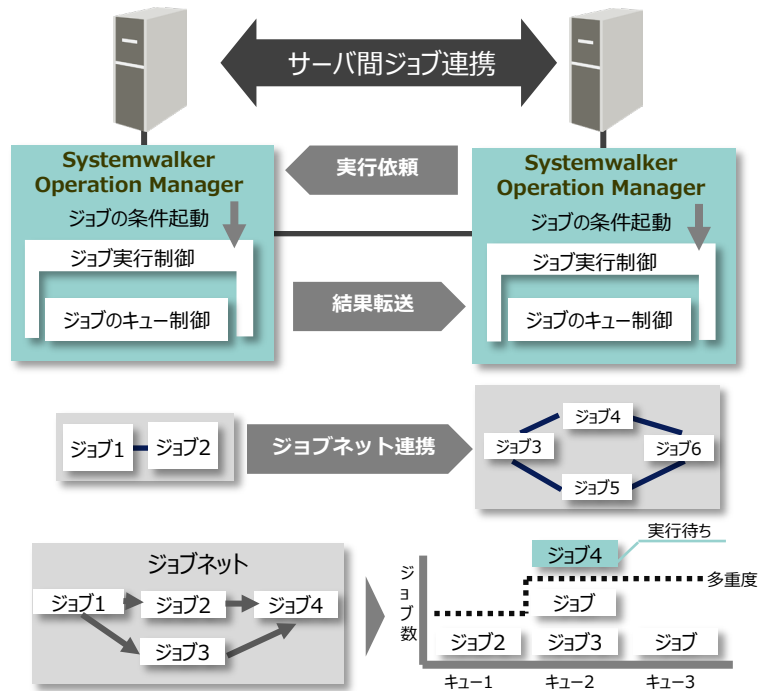 サーバ間ジョブ連携
Systemwalker
Operation Manager
ジョブの条件起動
ジョブ実行制御
ジョブのキュー制御
実行依頼
結果転送
Systemwalker
Operation Manager
ジョブの条件起動
ジョブ実行制御
ジョブのキュー制御
ジョブ1
ジョブ2
ジョブネット連携
ジョブ3
ジョブ4
ジョブ5
ジョブ6
ジョブネット
ジョブ1
ジョブ2
ジョブ4
ジョブ3
ジョブ数
実行待ち
ジョブ4
多重度
ジョブ
ジョブ2
ジョブ3
ジョブ
キュー1
キュー2
キュー3